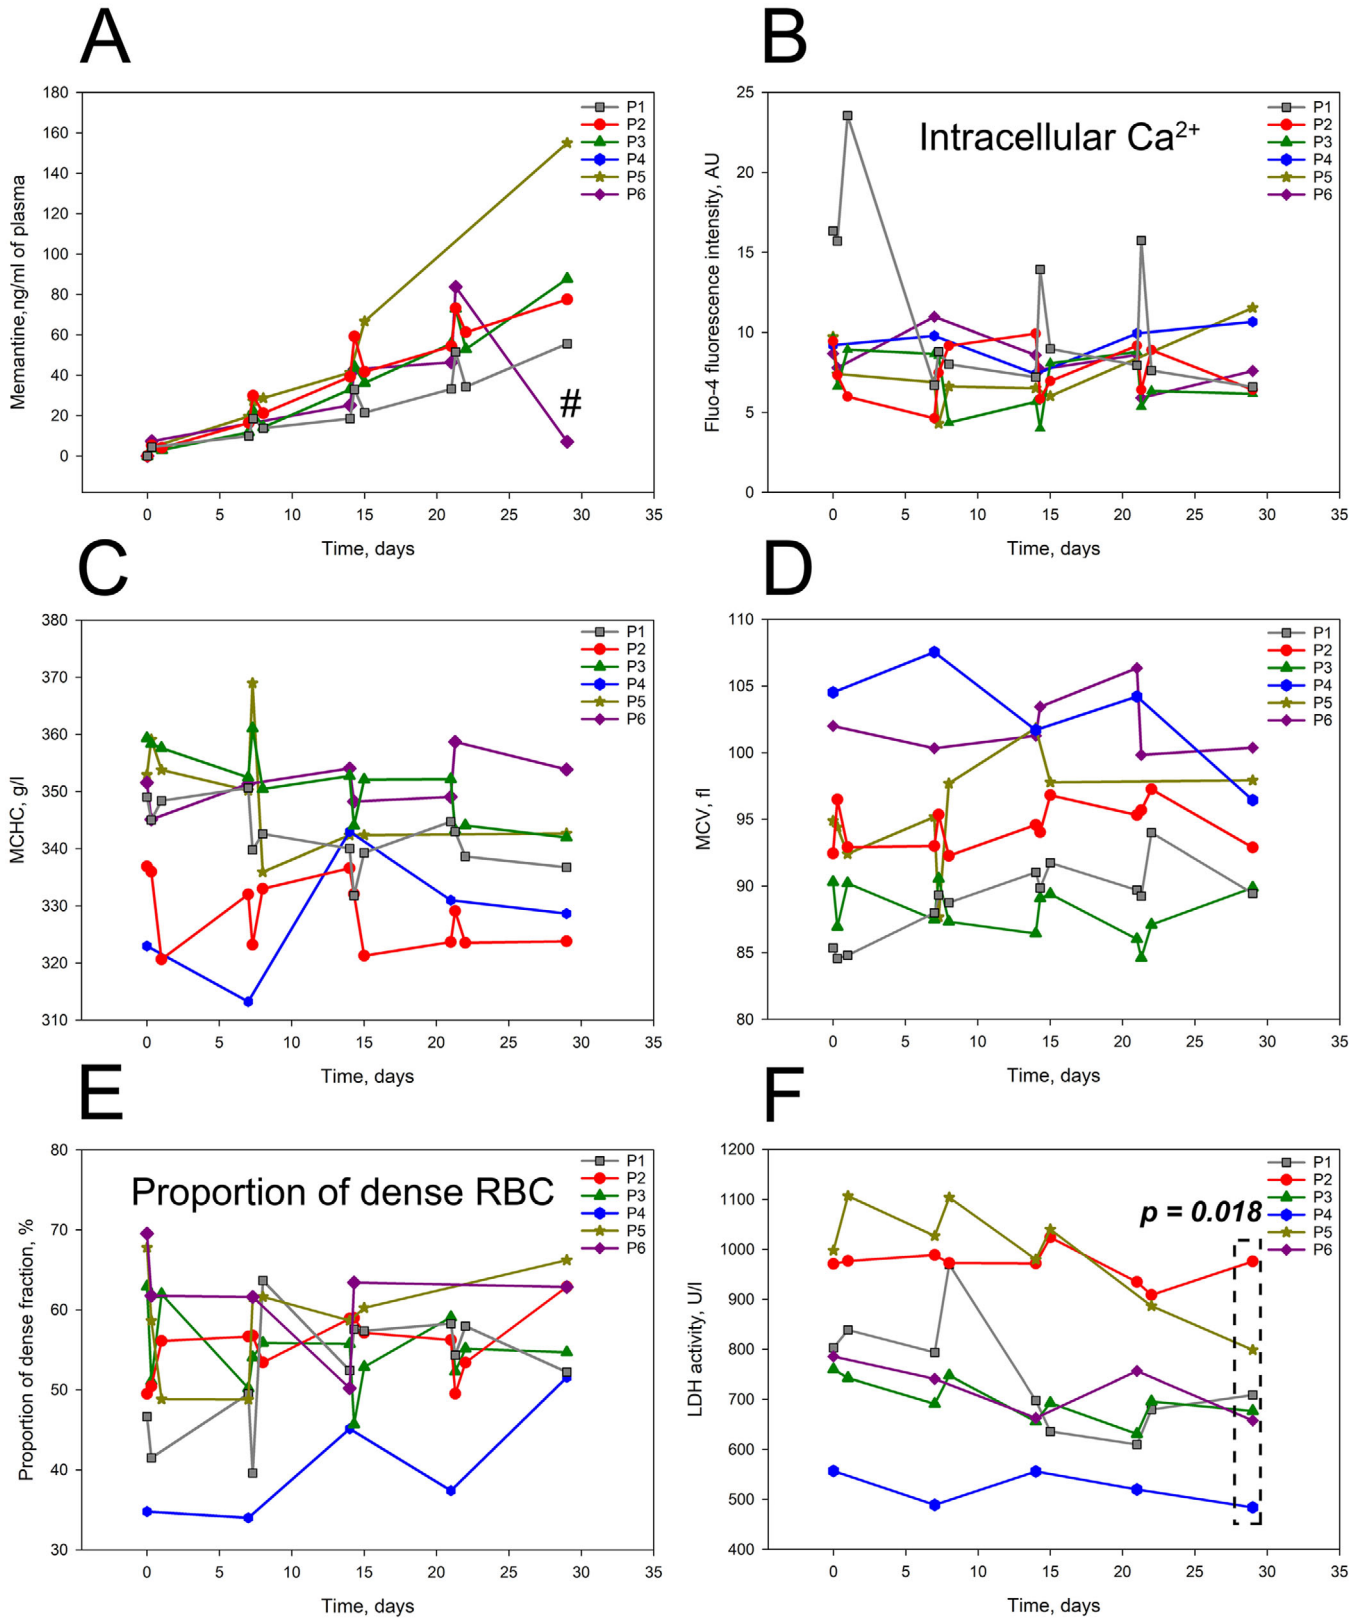 A
Memantine,ng/ml of plasma
180
160
140
120
100
80
60
40
20
0
0 5 10 15 20 25 30 35
Time, days
P1
P2
P3
P4
P5
P6
#
B
Intracellular Ca²⁺
Fluo-4 fluorescence intensity, AU
25
20
15
10
5
0
0 5 10 15 20 25 30 35
Time, days
P1
P2
P3
P4
P5
P6
C
MCHC, g/l
380
370
360
350
340
330
320
310
0 5 10 15 20 25 30 35
Time, days
P1
P2
P3
P4
P5
P6
D
MCV, fl
110
105
100
95
90
85
80
0 5 10 15 20 25 30 35
Time, days
P1
P2
P3
P4
P5
P6
E
Proportion of dense RBC
Proportion of dense fraction, %
80
70
60
50
40
30
0 5 10 15 20 25 30 35
Time, days
P1
P2
P3
P4
P5
P6
F
LDH activity, U/l
1200
1100
1000
900
800
700
600
500
400
0 5 10 15 20 25 30 35
Time, days
P1
P2
P3
P4
P5
P6
p = 0.018